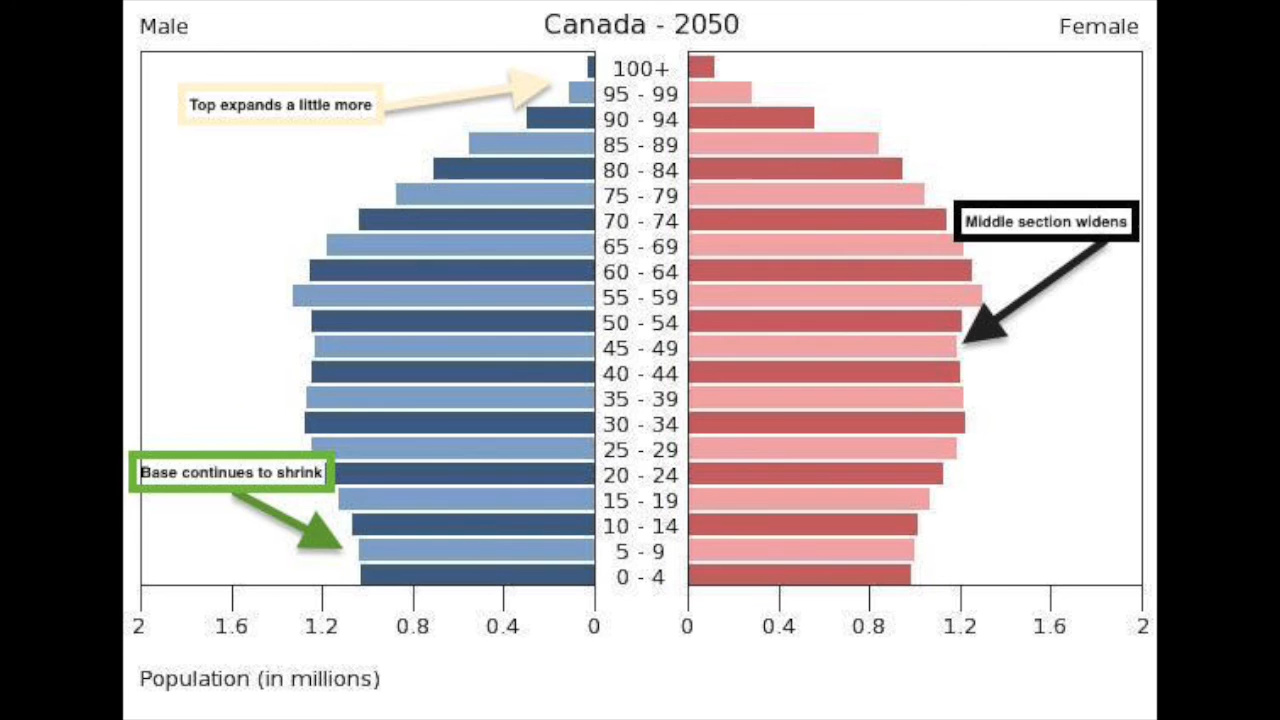 Male Canada - 2050 Female
100+
Top expands a little more
95 - 99
90 - 94
85 - 89
80 - 84
75 - 79
70 - 74
Middle section widens
65 - 69
60 - 64
55 - 59
50 - 54
45 - 49
40 - 44
35 - 39
30 - 34
25 - 29
Base continues to shrink
20 - 24
15 - 19
10 - 14
5 - 9
0 - 4
2 1.6 1.2 0.8 0.4 0 0 0.4 0.8 1.2 1.6 2
Population (in millions)